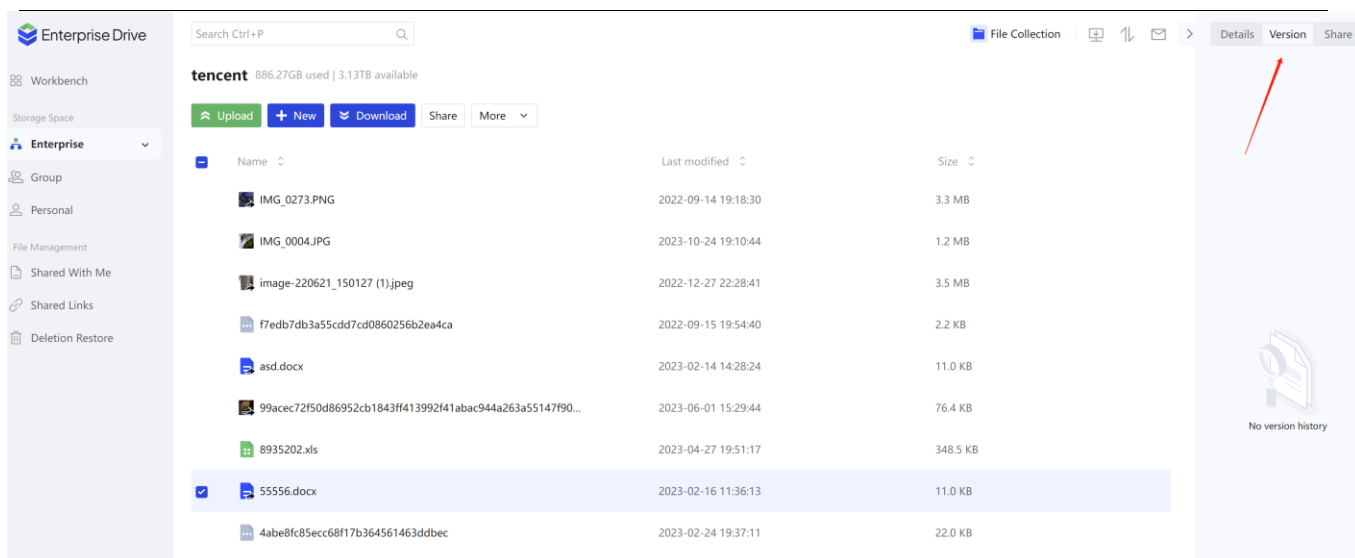 Enterprise Drive
Search Ctrl+P
File Collection
Details Version Share
Workbench
Storage Space
Enterprise
Group
Personal
File Management
Shared With Me
Shared Links
Deletion Restore
tencent 886.27GB used | 3.13TB available
Upload New Download Share More
Name Last modified Size
IMG_0273.PNG 2022-09-14 19:18:30 3.3 MB
IMG_0004.JPG 2023-10-24 19:10:44 1.2 MB
image-220621_150127 (1).jpeg 2022-12-27 22:28:41 3.5 MB
f7edb7db3a55cdd7cd0860256b2ea4ca 2022-09-15 19:54:40 2.2 KB
asd.docx 2023-02-14 14:28:24 11.0 KB
99acec72f50d86952cb1843ff413992f41abac944a263a55147f90... 2023-06-01 15:29:44 76.4 KB
8935202.xls 2023-04-27 19:51:17 348.5 KB
55556.docx 2023-02-16 11:36:13 11.0 KB
4abe8fc85ecc68f17b364561463ddbec 2023-02-24 19:37:11 22.0 KB
No version history